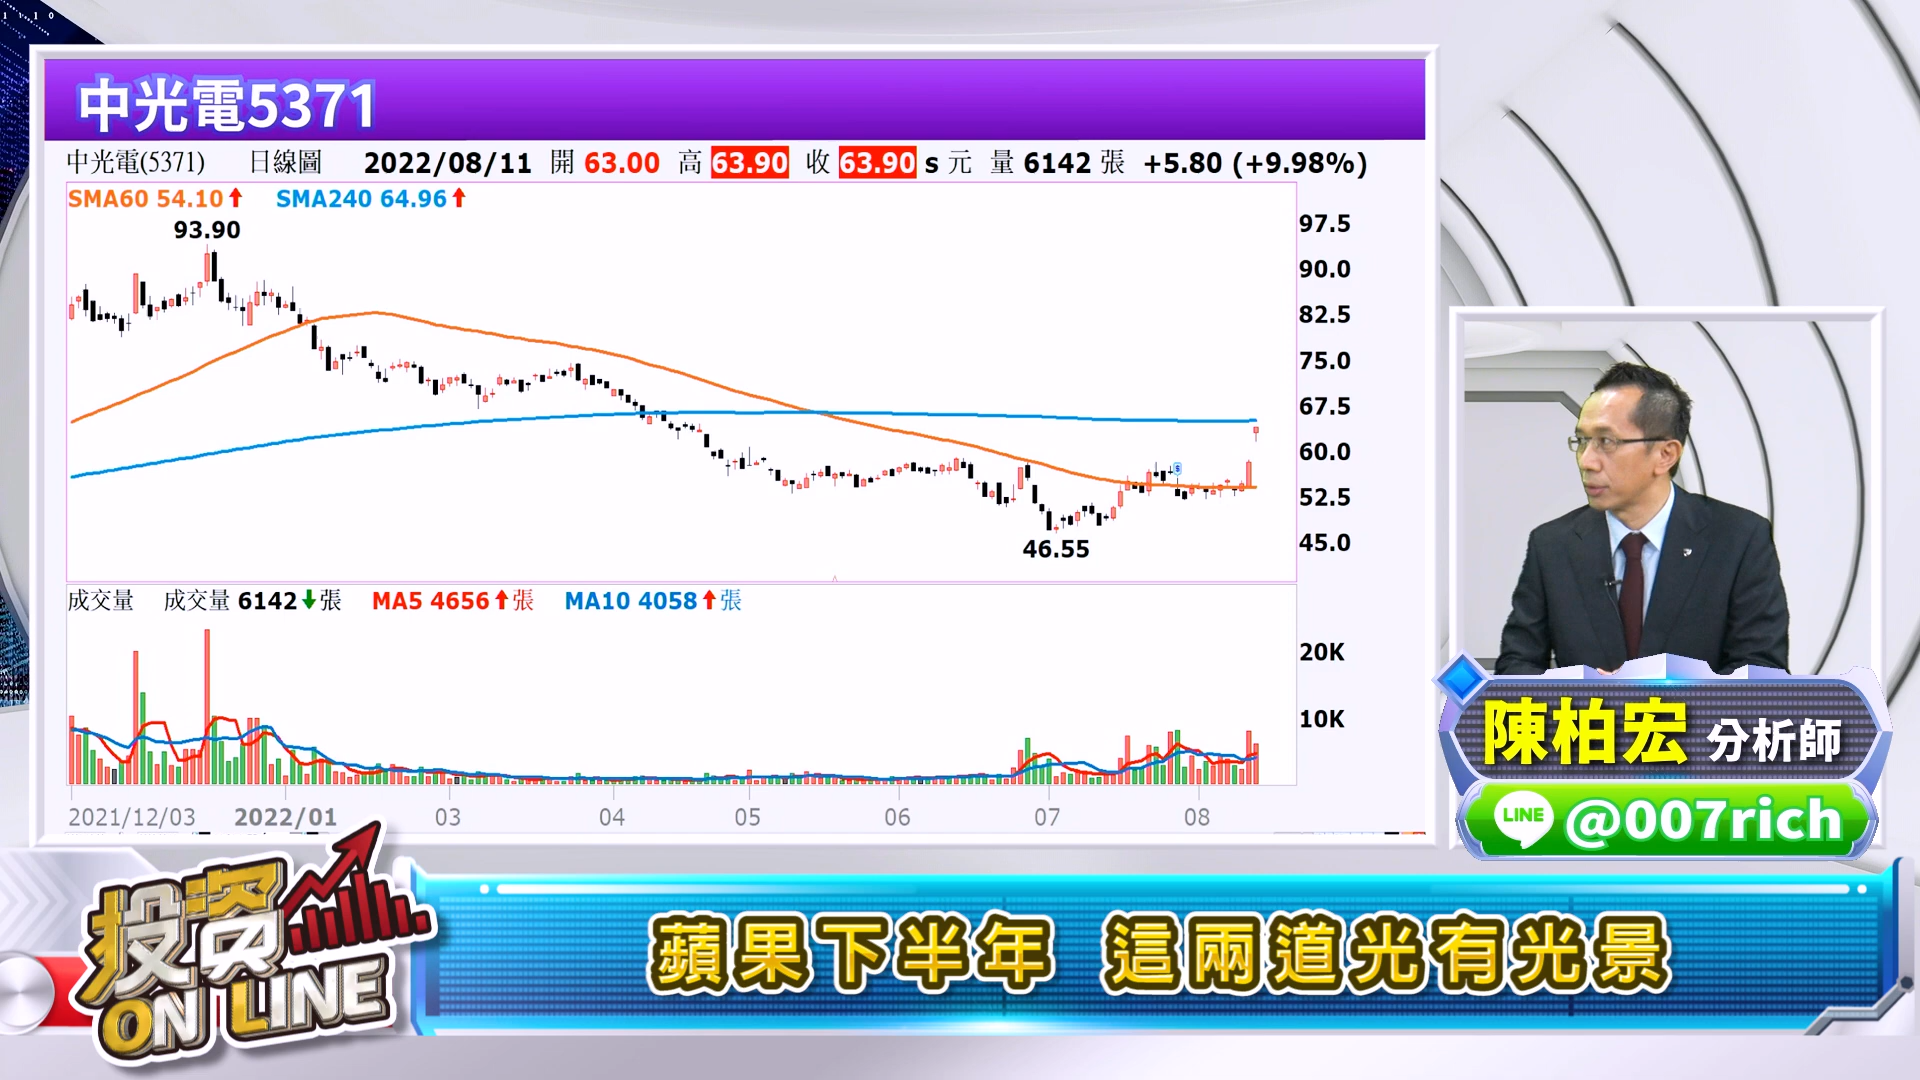 1 1 1 0
中光電5371
中光電(5371) 日線圖 2022/08/11 開 63.00 高 63.90 收 63.90 s 元 量 6142 張 +5.80 (+9.98%)
SMA60 54.10↑ SMA240 64.96↑
93.90
97.5
90.0
82.5
75.0
67.5
60.0
52.5
45.0
$
46.55
成交量 成交量 6142↓張 MA5 4656↑張 MA10 4058↑張
20K
10K
2021/12/03 2022/01 03 04 05 06 07 08
陳柏宏 分析師
LINE @007rich
投資
ON LINE
蘋果下半年 這兩道光有光景